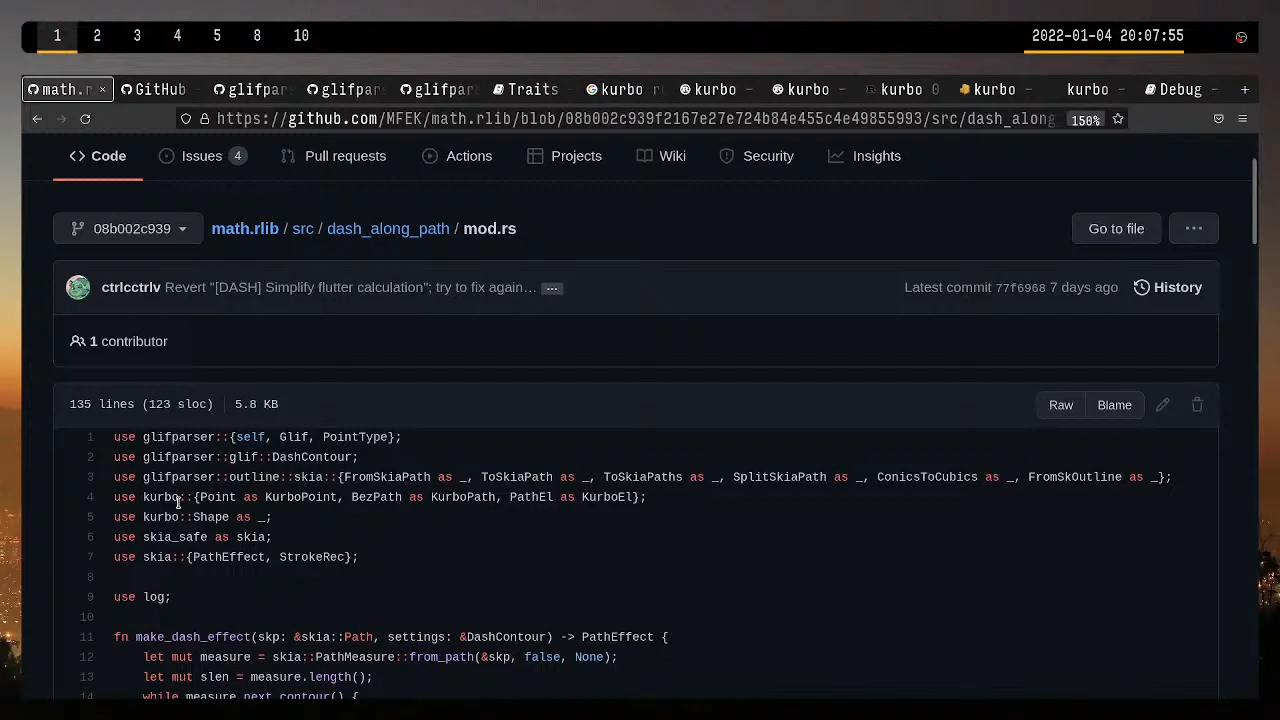 1 2 3 4 5 8 10 2022-01-04 20:07:55
math.r × GitHub glifpars glifpars glifpars Traits kurbo r kurbo kurbo kurbo 0 kurbo kurbo Debug +
https://github.com/MFEK/math.rlib/blob/08b002c939f2167e27e724b84e455c4e49855993/src/dash_along 150%
Code Issues 4 Pull requests Actions Projects Wiki Security Insights
08b002c939 math.rlib / src / dash_along_path / mod.rs Go to file ...
ctrlcctrlv Revert "[DASH] Simplify flutter calculation"; try to fix again… ... Latest commit 77f6968 7 days ago History
1 contributor
135 lines (123 sloc) 5.8 KB Raw Blame
1 use glifparser::{self, Glif, PointType};
2 use glifparser::glif::DashContour;
3 use glifparser::outline::skia::{FromSkiaPath as _, ToSkiaPath as _, ToSkiaPaths as _, SplitSkiaPath as _, ConicsToCubics as _, FromSkOutline as _};
4 use kurbo::{Point as KurboPoint, BezPath as KurboPath, PathEl as KurboEl};
5 use kurbo::Shape as _;
6 use skia_safe as skia;
7 use skia::{PathEffect, StrokeRec};
8
9 use log;
10
11 fn make_dash_effect(skp: &skia::Path, settings: &DashContour) -> PathEffect {
12 let mut measure = skia::PathMeasure::from_path(&skp, false, None);
13 let mut slen = measure.length();
14 while measure.next_contour() {